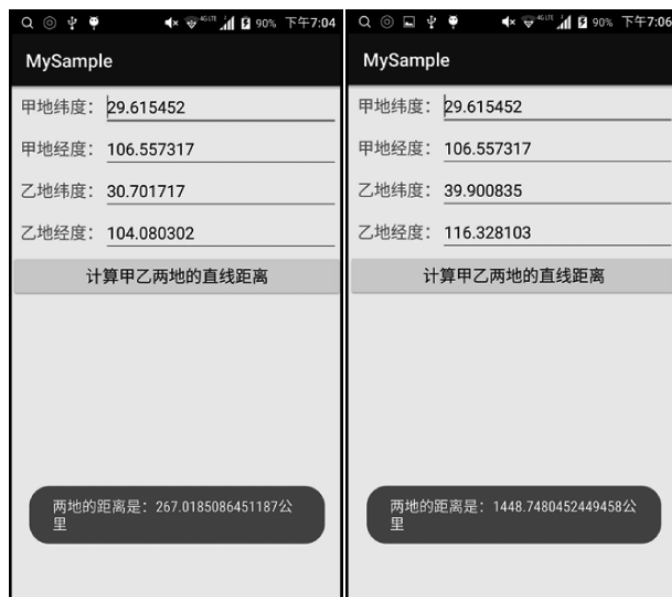 90% 下午7:04
MySample
甲地纬度： 29.615452
甲地经度： 106.557317
乙地纬度： 30.701717
乙地经度： 104.080302
计算甲乙两地的直线距离
两地的距离是：267.0185086451187公
里
90% 下午7:06
MySample
甲地纬度： 29.615452
甲地经度： 106.557317
乙地纬度： 39.900835
乙地经度： 116.328103
计算甲乙两地的直线距离
两地的距离是：1448.7480452449458公
里